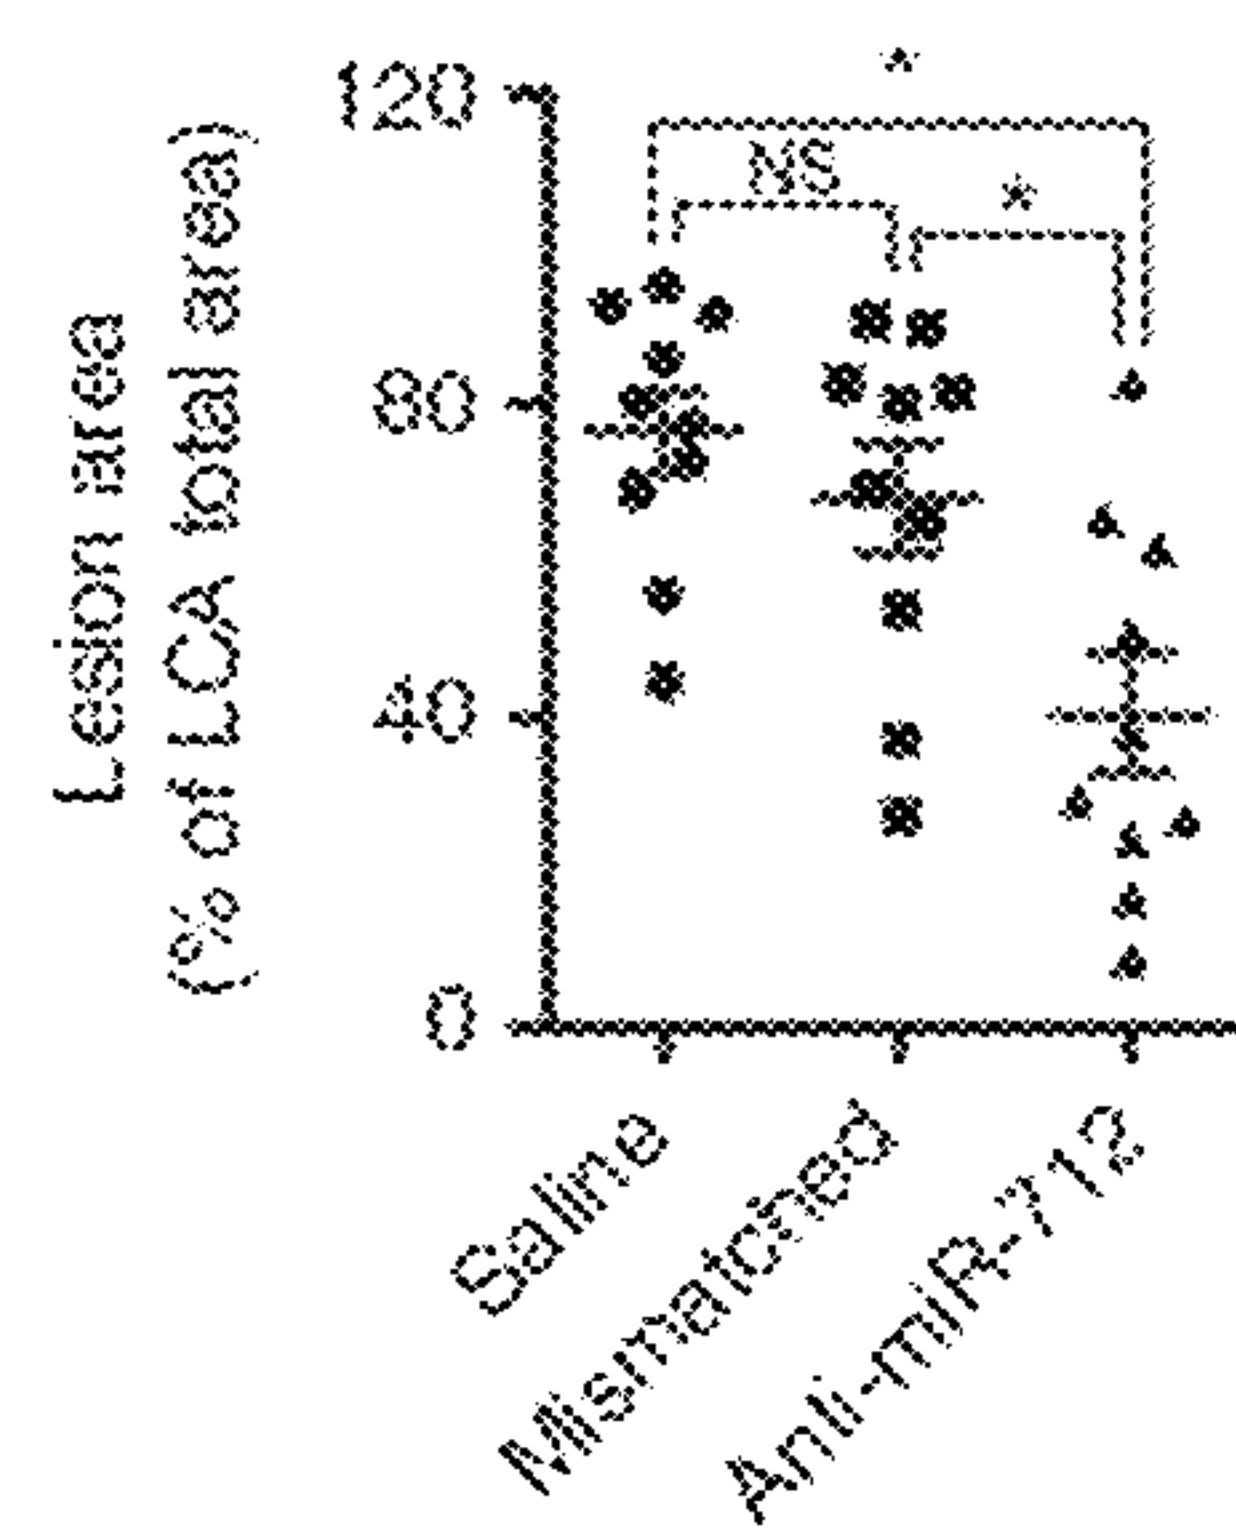 Lesion area
(% of LCA total area)
120
80
40
0
*
NS
*
Saline
Mismatched
Anti-miR-712